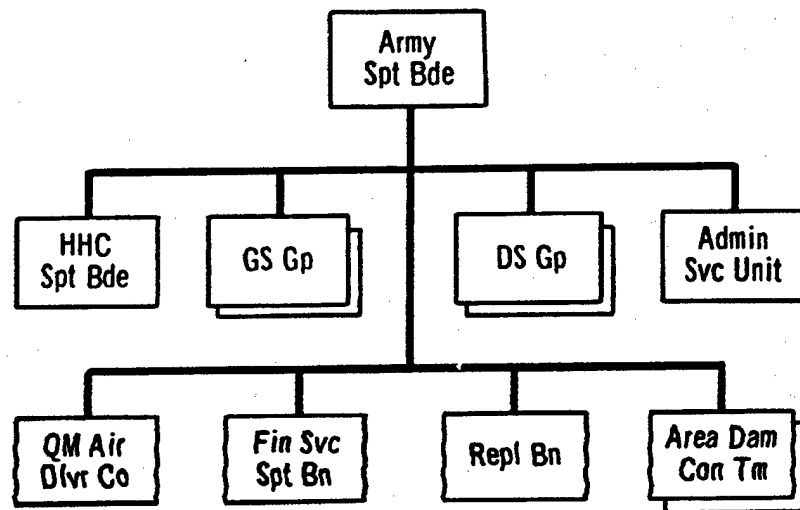 Army
Spt Bde
HHC
Spt Bde
GS Gp
DS Gp
Admin
Svc Unit
QM Air
Dlvr Co
Fin Svc
Spt Bn
Repl Bn
Area Dam
Con Tm